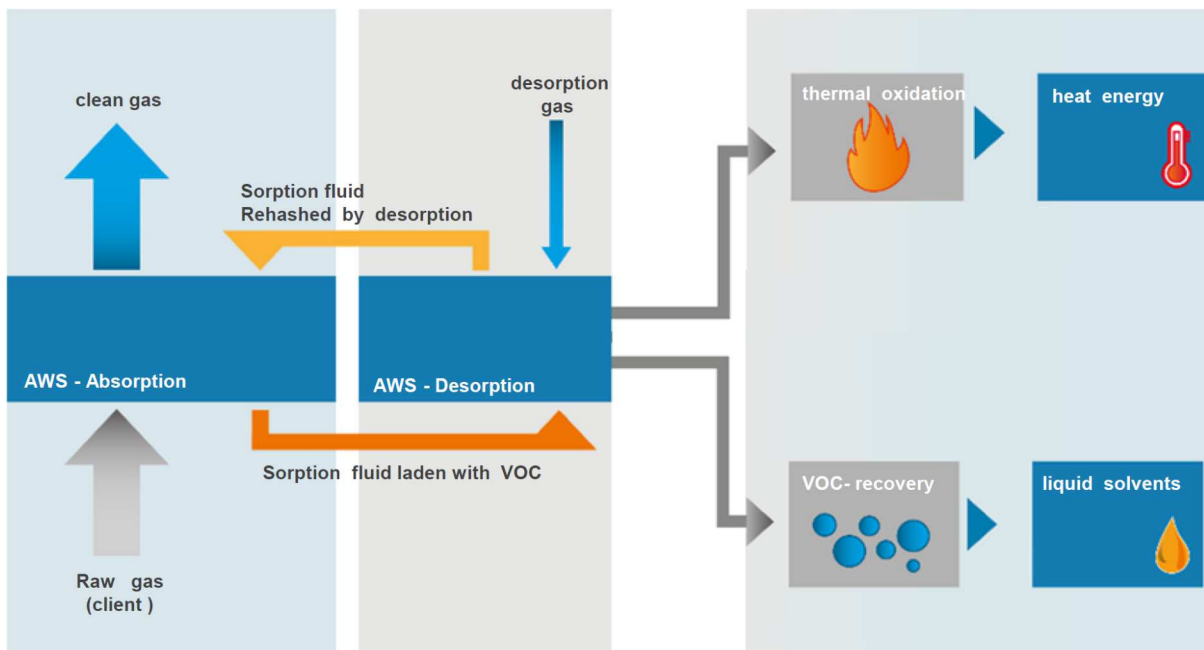 clean gas
desorption
gas
thermal oxidation
heat energy
Sorption fluid
Rehashed by desorption
AWS - Absorption
AWS - Desorption
Sorption fluid laden with VOC
VOC- recovery
liquid solvents
Raw gas
(client )